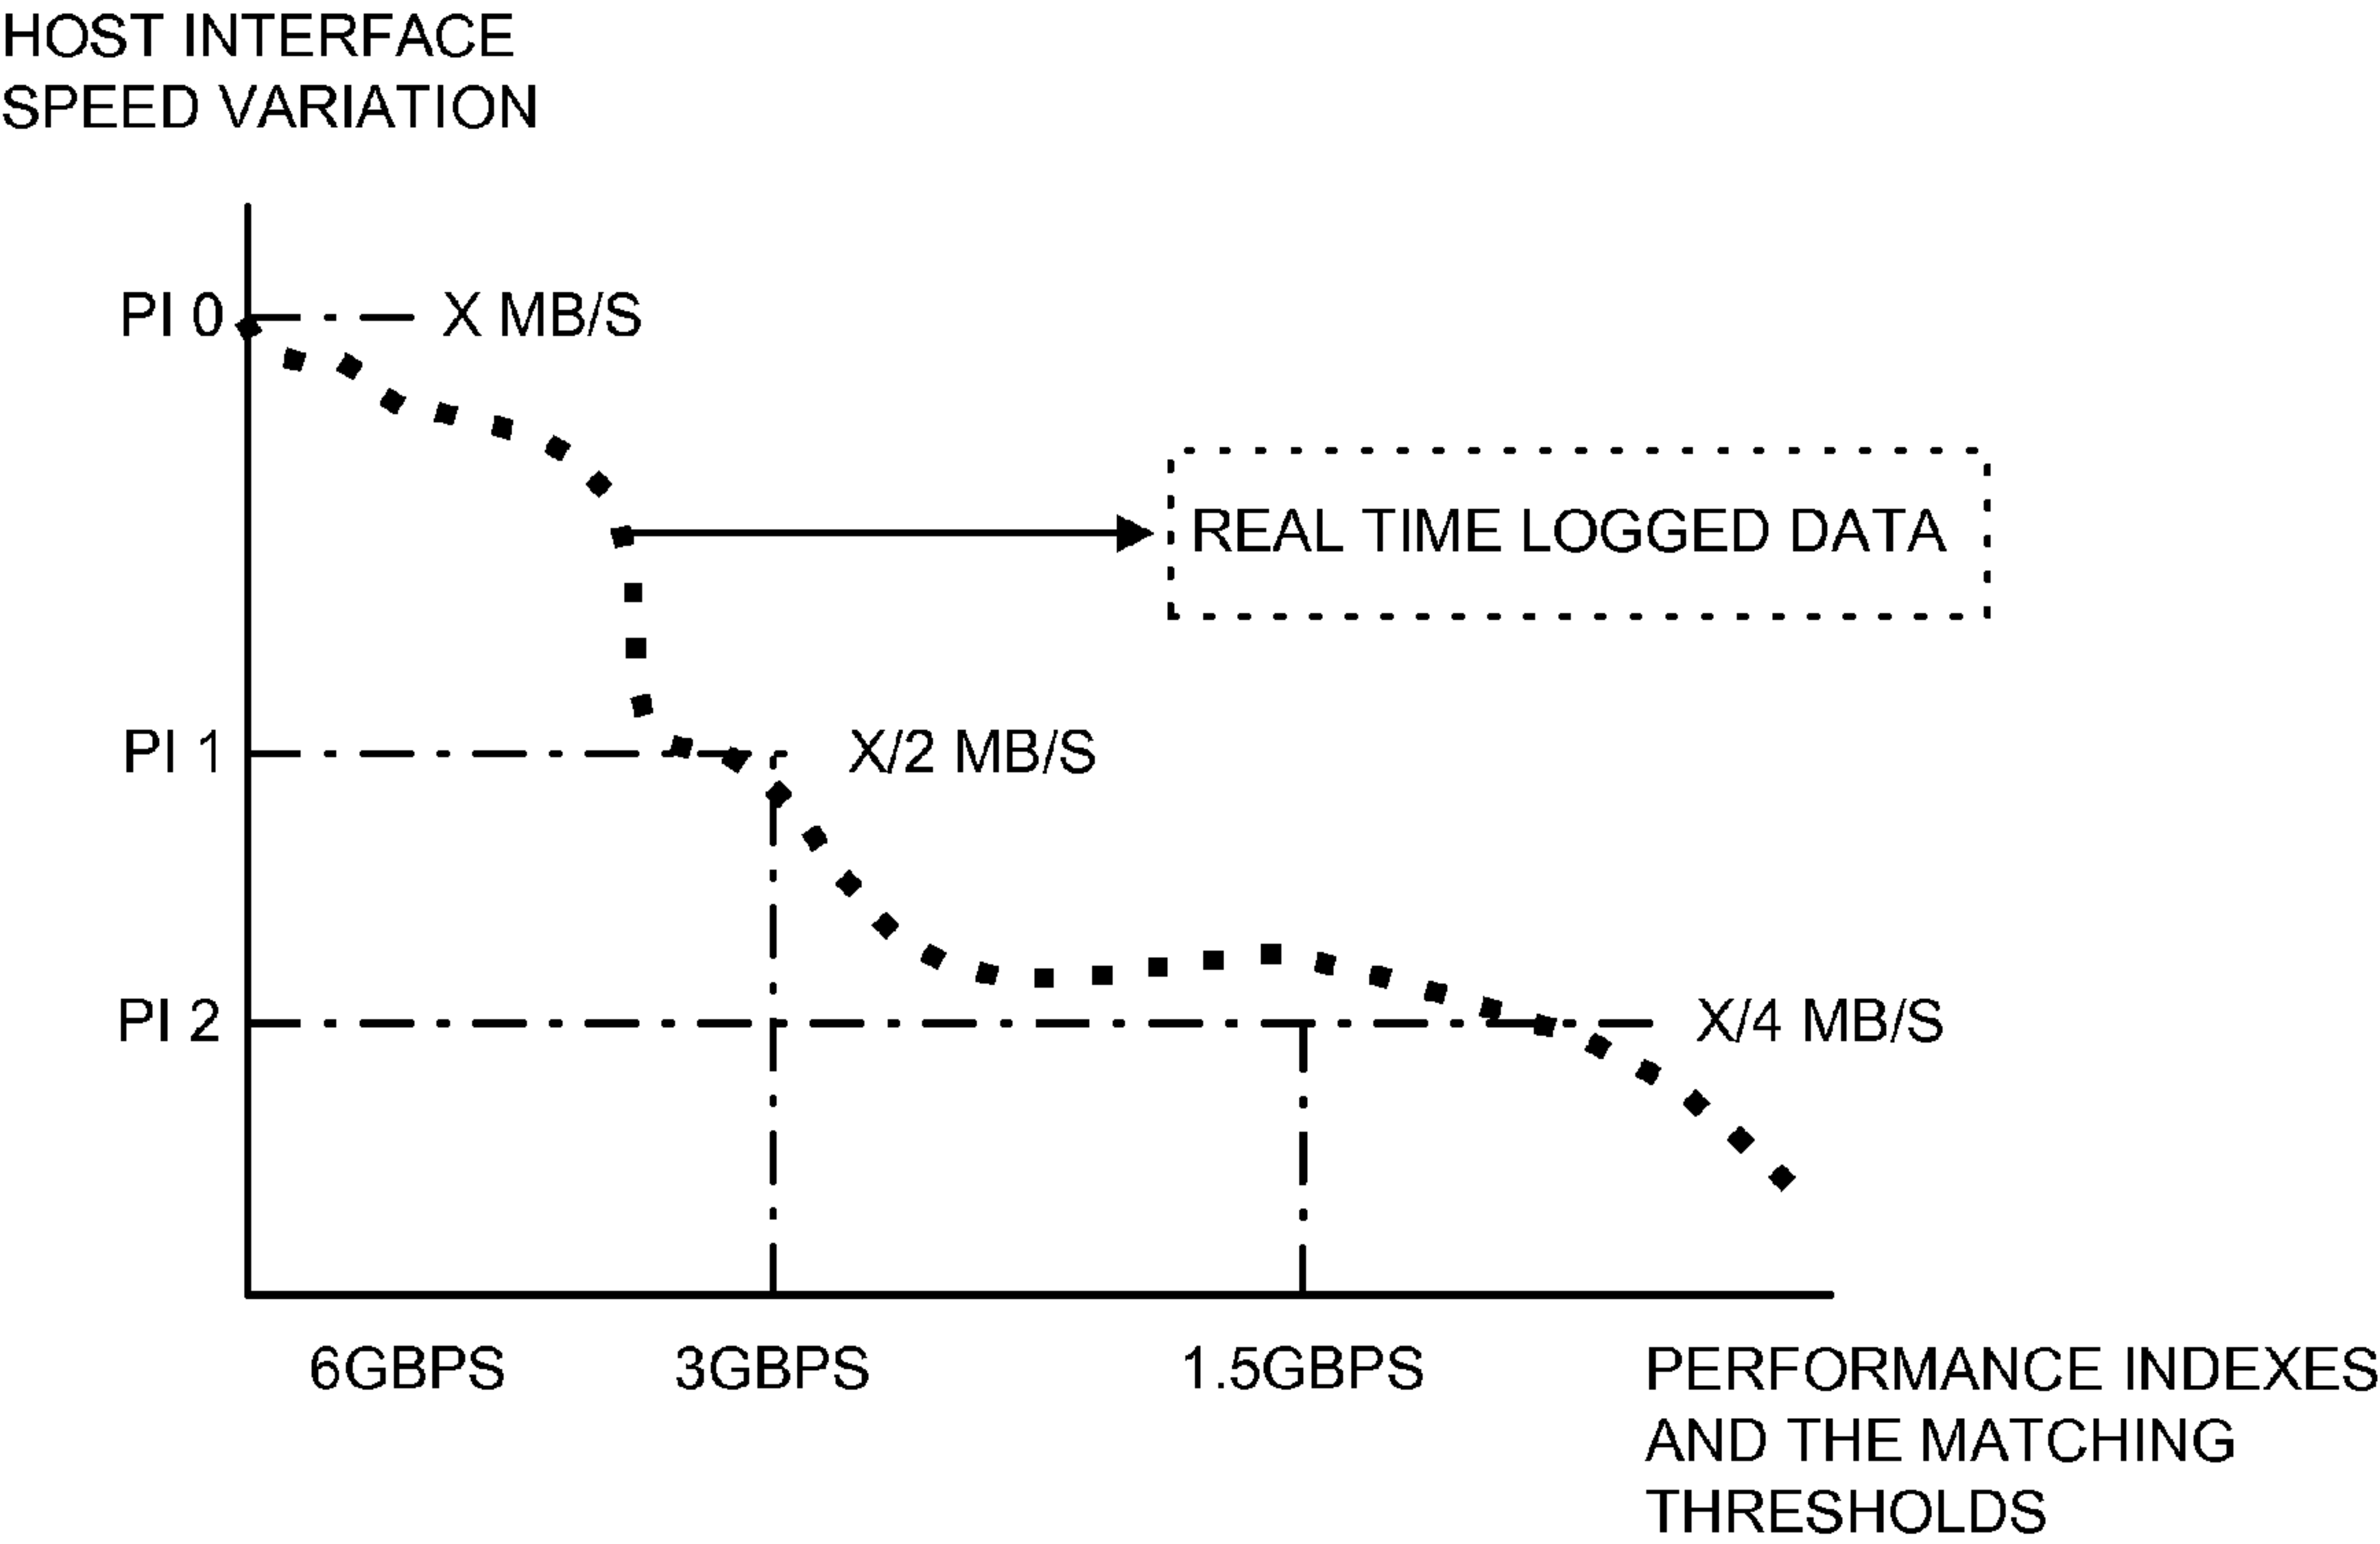 HOST INTERFACE
SPEED VARIATION
PI 0
X MB/S
REAL TIME LOGGED DATA
PI 1
X/2 MB/S
PI 2
X/4 MB/S
6GBPS
3GBPS
1.5GBPS
PERFORMANCE INDEXES
AND THE MATCHING
THRESHOLDS